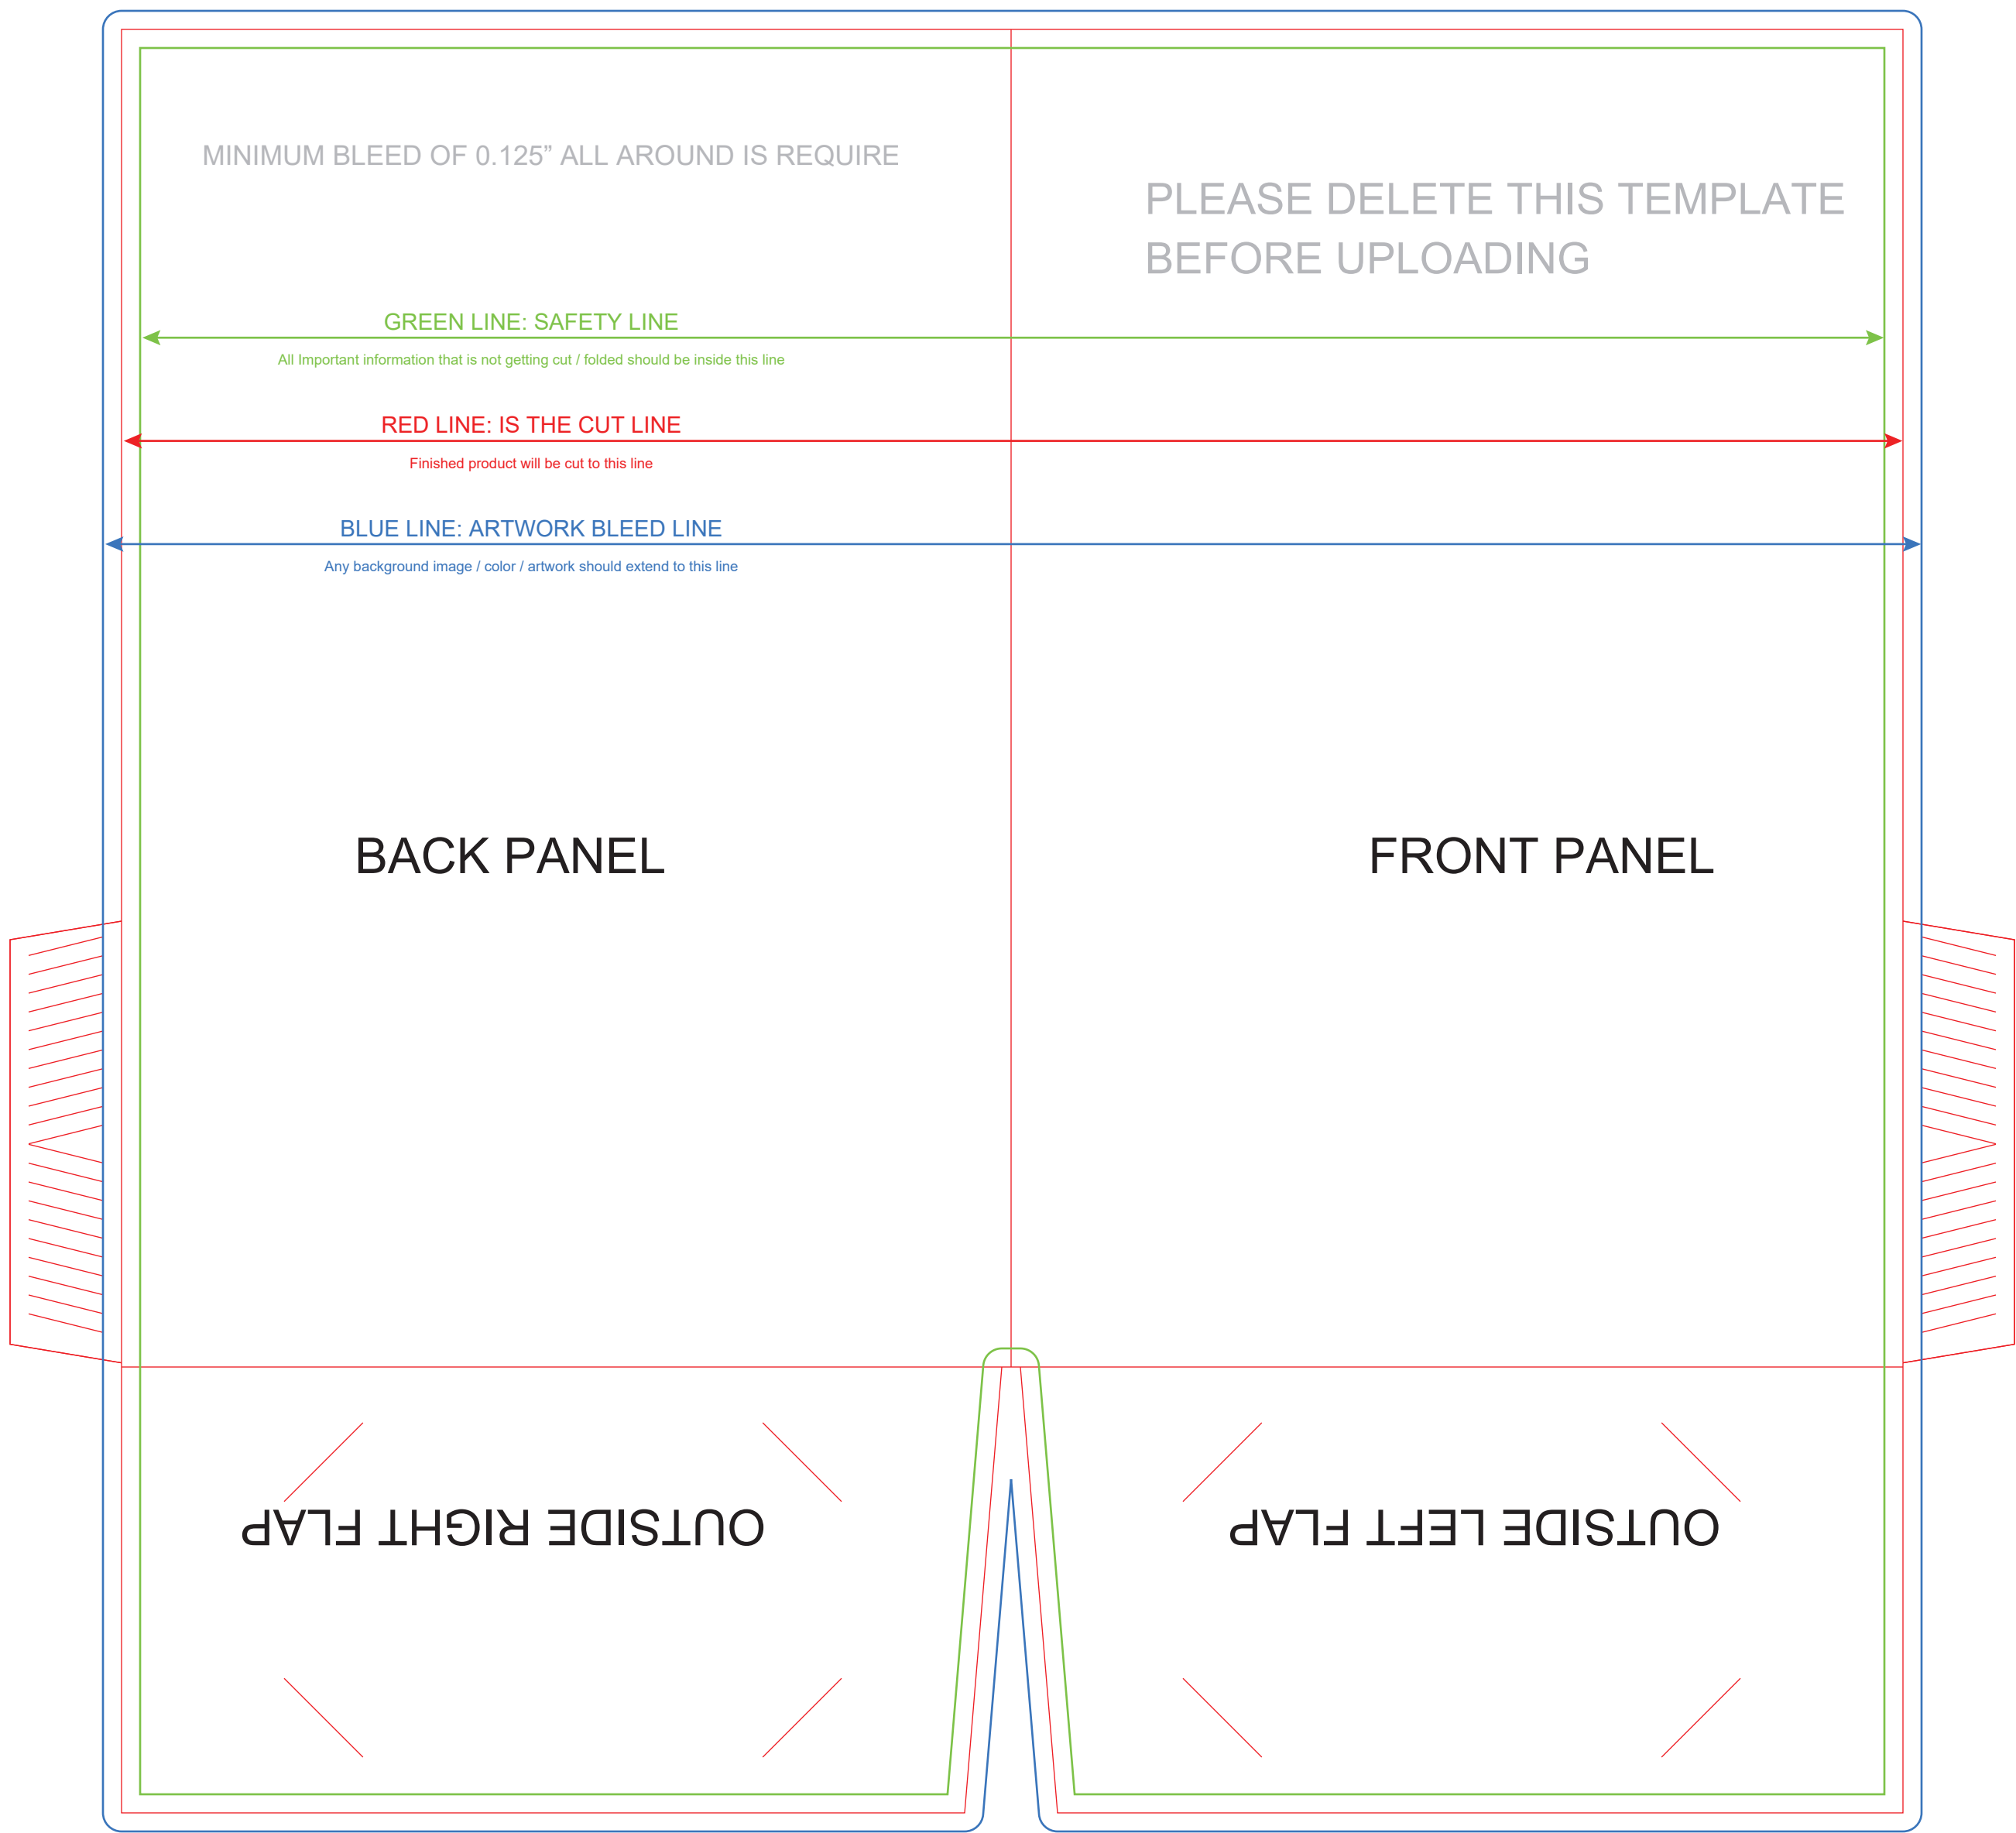 MINIMUM BLEED OF 0.125” ALL AROUND IS REQUIRE
PLEASE DELETE THIS TEMPLATE
BEFORE UPLOADING
GREEN LINE: SAFETY LINE
All Important information that is not getting cut / folded should be inside this line
RED LINE: IS THE CUT LINE
Finished product will be cut to this line
BLUE LINE: ARTWORK BLEED LINE
Any background image / color / artwork should extend to this line
BACK PANEL
FRONT PANEL
OUTSIDE RIGHT FLAP
OUTSIDE LEFT FLAP